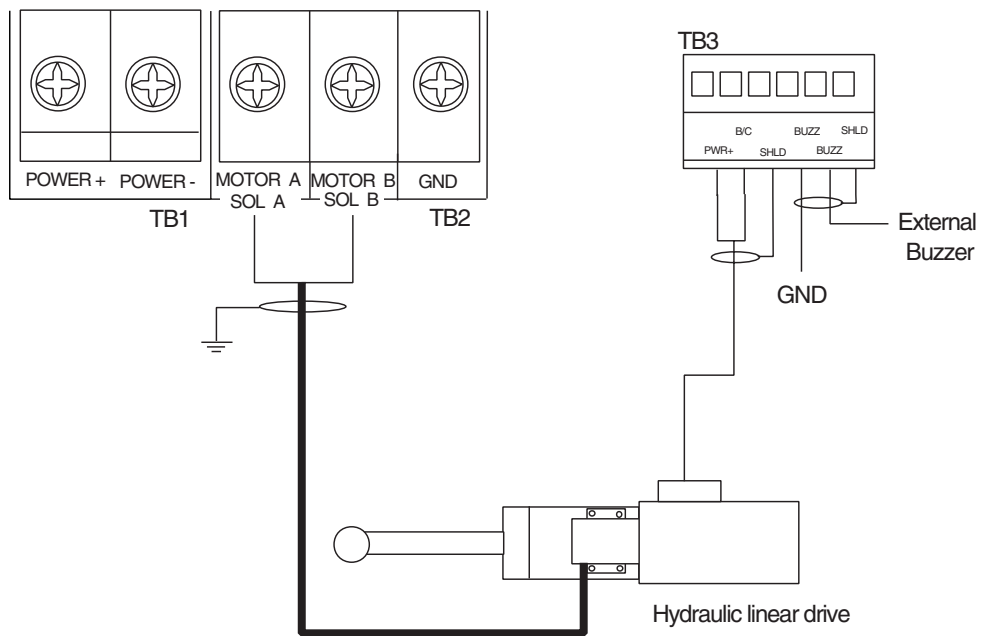 POWER + POWER - MOTOR A MOTOR B GND
SOL A SOL B
TB1 TB2
TB3
B/C BUZZ SHLD
PWR+ SHLD BUZZ
External
Buzzer
GND
Hydraulic linear drive